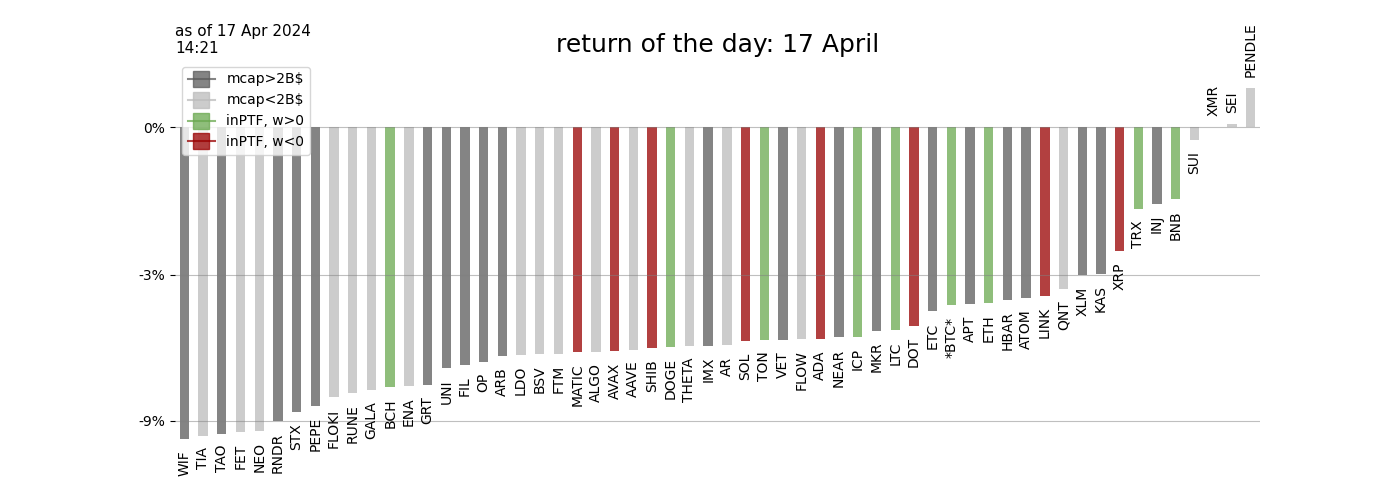 as of 17 Apr 2024
14:21
return of the day: 17 April
mcap>2B$
mcap<2B$
inPTF, w>0
inPTF, w<0
0%
-3%
-9%
WIF
TIA
TAO
FET
NEO
RNDR
STX
PEPE
FLOKI
RUNE
GALA
BCH
ENA
GRT
UNI
FIL
OP
ARB
LDO
BSV
FTM
MATIC
ALGO
AVAX
AAVE
SHIB
DOGE
THETA
IMX
AR
SOL
TON
VET
FLOW
ADA
NEAR
ICP
MKR
LTC
DOT
ETC
*BTC*
APT
ETH
HBAR
ATOM
LINK
QNT
XLM
KAS
XRP
TRX
INJ
BNB
SUI
XMR
SEI
PENDLE